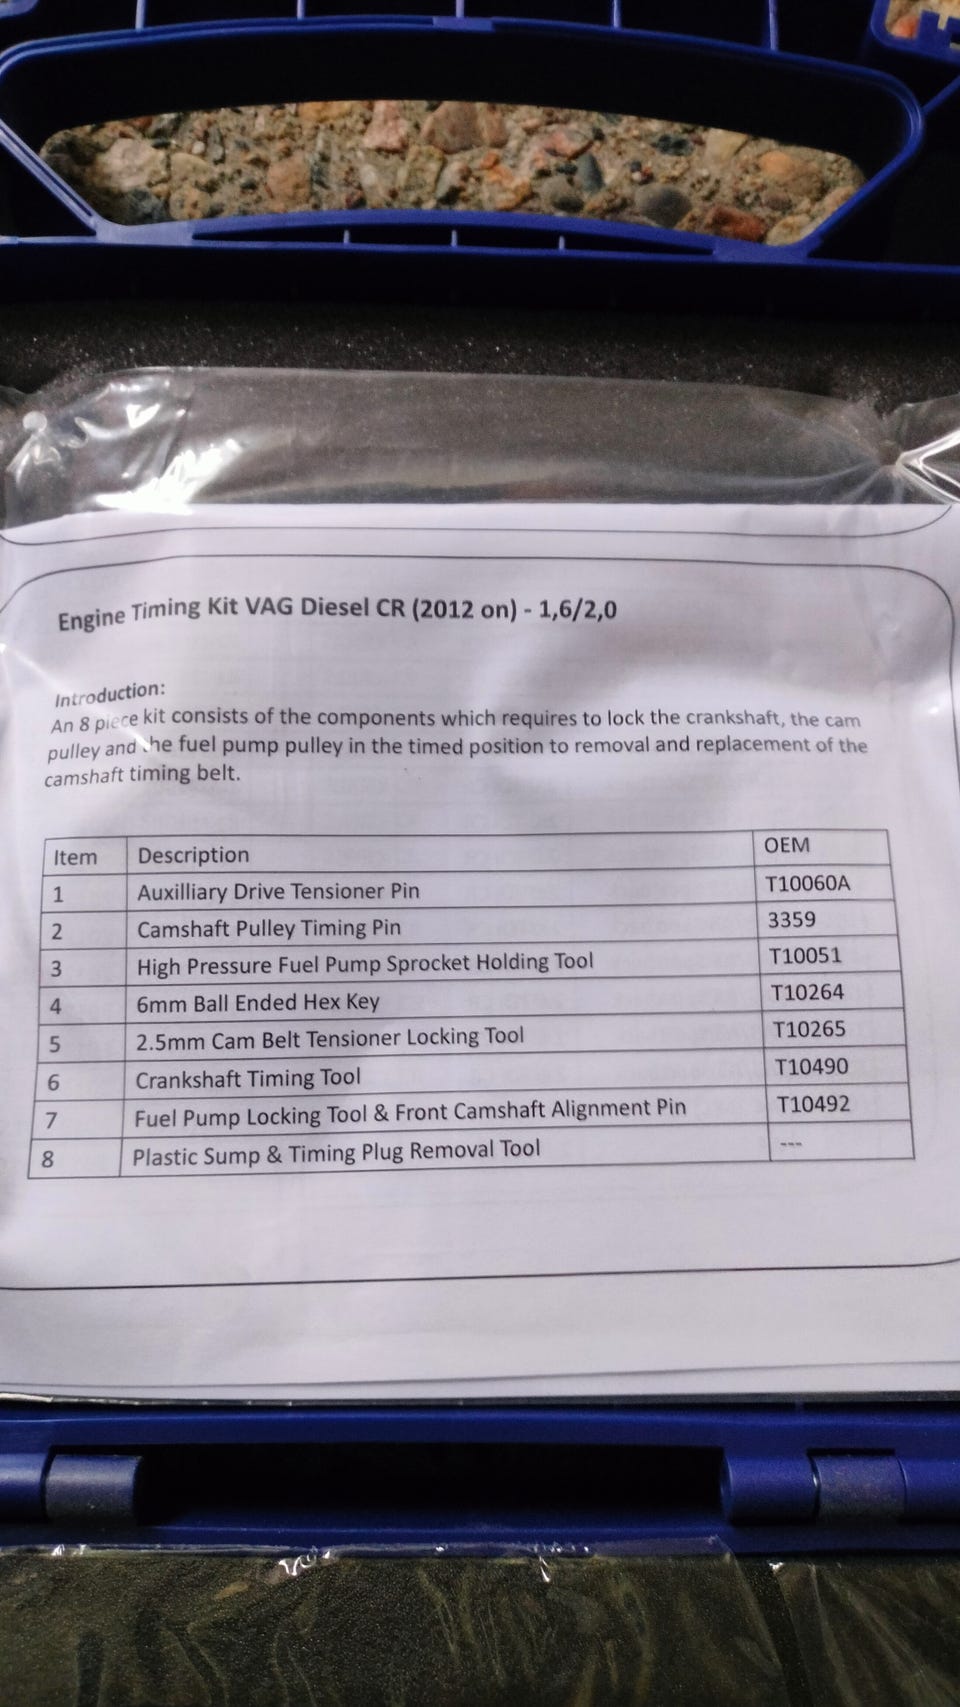 Engine Timing Kit VAG Diesel CR (2012 on) - 1,6/2,0
Introduction:
An 8 piece kit consists of the components which requires to lock the crankshaft, the cam
pulley and the fuel pump pulley in the timed position to removal and replacement of the
camshaft timing belt.
Item Description OEM
1 Auxilliary Drive Tensioner Pin T10060A
2 Camshaft Pulley Timing Pin 3359
3 High Pressure Fuel Pump Sprocket Holding Tool T10051
4 6mm Ball Ended Hex Key T10264
5 2.5mm Cam Belt Tensioner Locking Tool T10265
6 Crankshaft Timing Tool T10490
7 Fuel Pump Locking Tool & Front Camshaft Alignment Pin T10492
8 Plastic Sump & Timing Plug Removal Tool ---